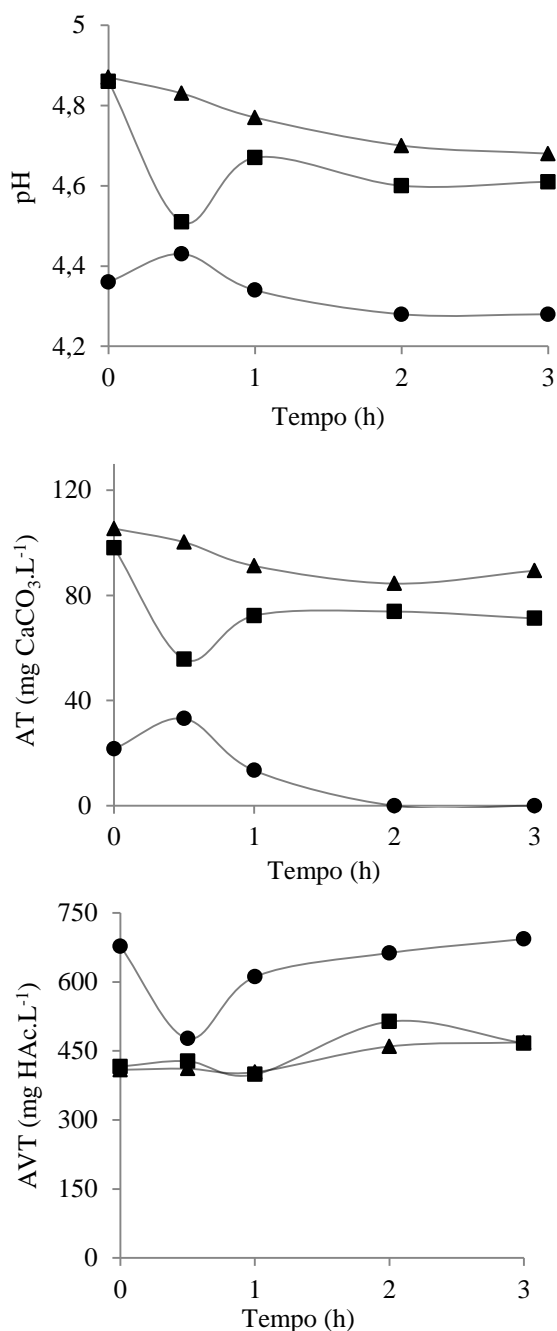 5
4,8
4,6
4,4
4,2
pH
0 1 2 3
Tempo (h)
120
80
40
0
AT (mg CaCO₃.L⁻¹)
0 1 2 3
Tempo (h)
750
600
450
300
150
0
AVT (mg HAc.L⁻¹)
0 1 2 3
Tempo (h)